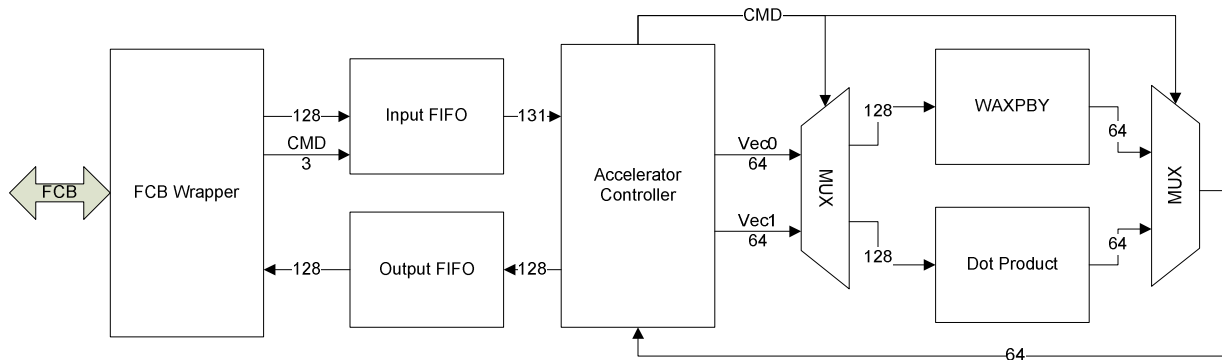 CMD
FCB
FCB Wrapper
128
CMD
3
128
Input FIFO
Output FIFO
131
128
Accelerator
Controller
Vec0
64
Vec1
64
MUX
128
128
WAXPBY
Dot Product
64
64
MUX
64